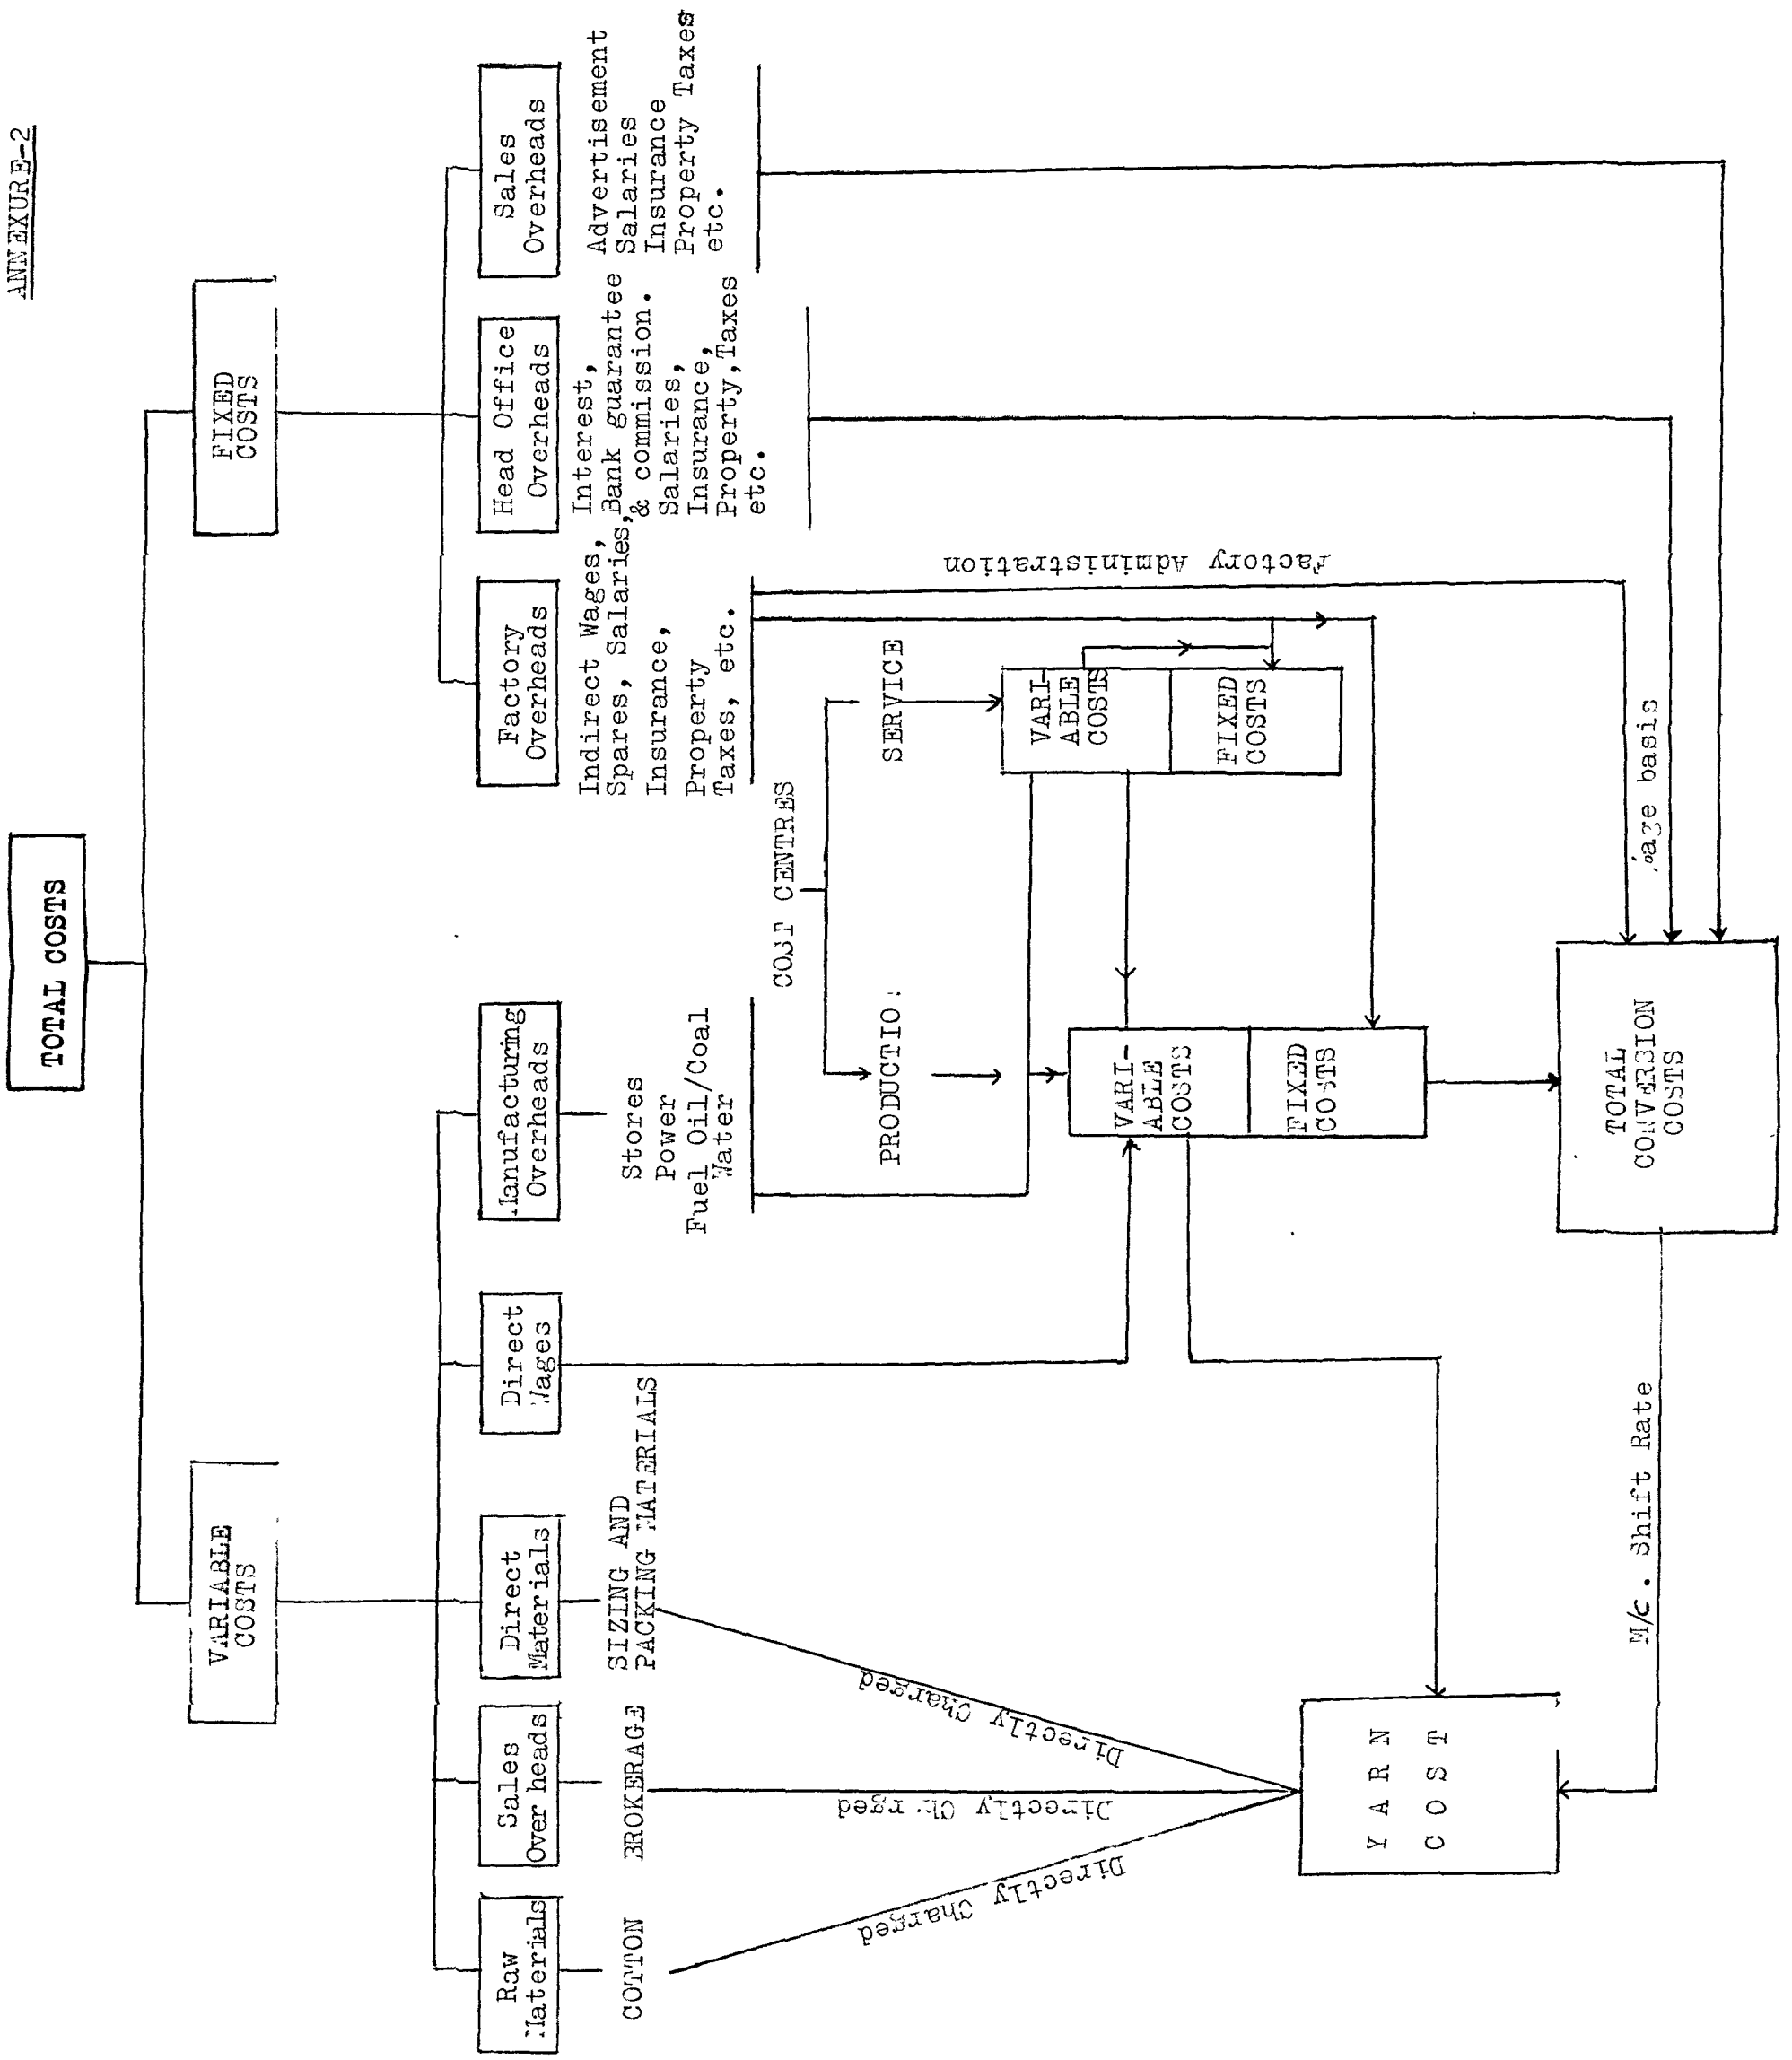 ANNEXURE-2
TOTAL COSTS
VARIABLE
COSTS
FIXED
COSTS
Raw
Materials
Sales
Overheads
Direct
Materials
Direct
Wages
Manufacturing
Overheads
Factory
Overheads
Head Office
Overheads
Sales
Overheads
COTTON
BROKERAGE
SIZING AND
PACKING MATERIALS
Stores
Power
Fuel Oil/Coal
Water
Indirect Wages,
Spares, Salaries,
Insurance,
Property
Taxes, etc.
Interest,
Bank guarantee
& commission.
Salaries,
Insurance,
Property, Taxes
etc.
Advertisement
Salaries
Insurance
Property Taxes
etc.
COST CENTRES
PRODUCTION
SERVICE
VARI-
ABLE
COSTS
FIXED
COSTS
VARI-
ABLE
COSTS
FIXED
COSTS
Factory Administration
Directly Charged
Directly Charged
Directly Charged
basis
YARN
COST
M/c. Shift Rate
TOTAL
CONVERSION
COSTS